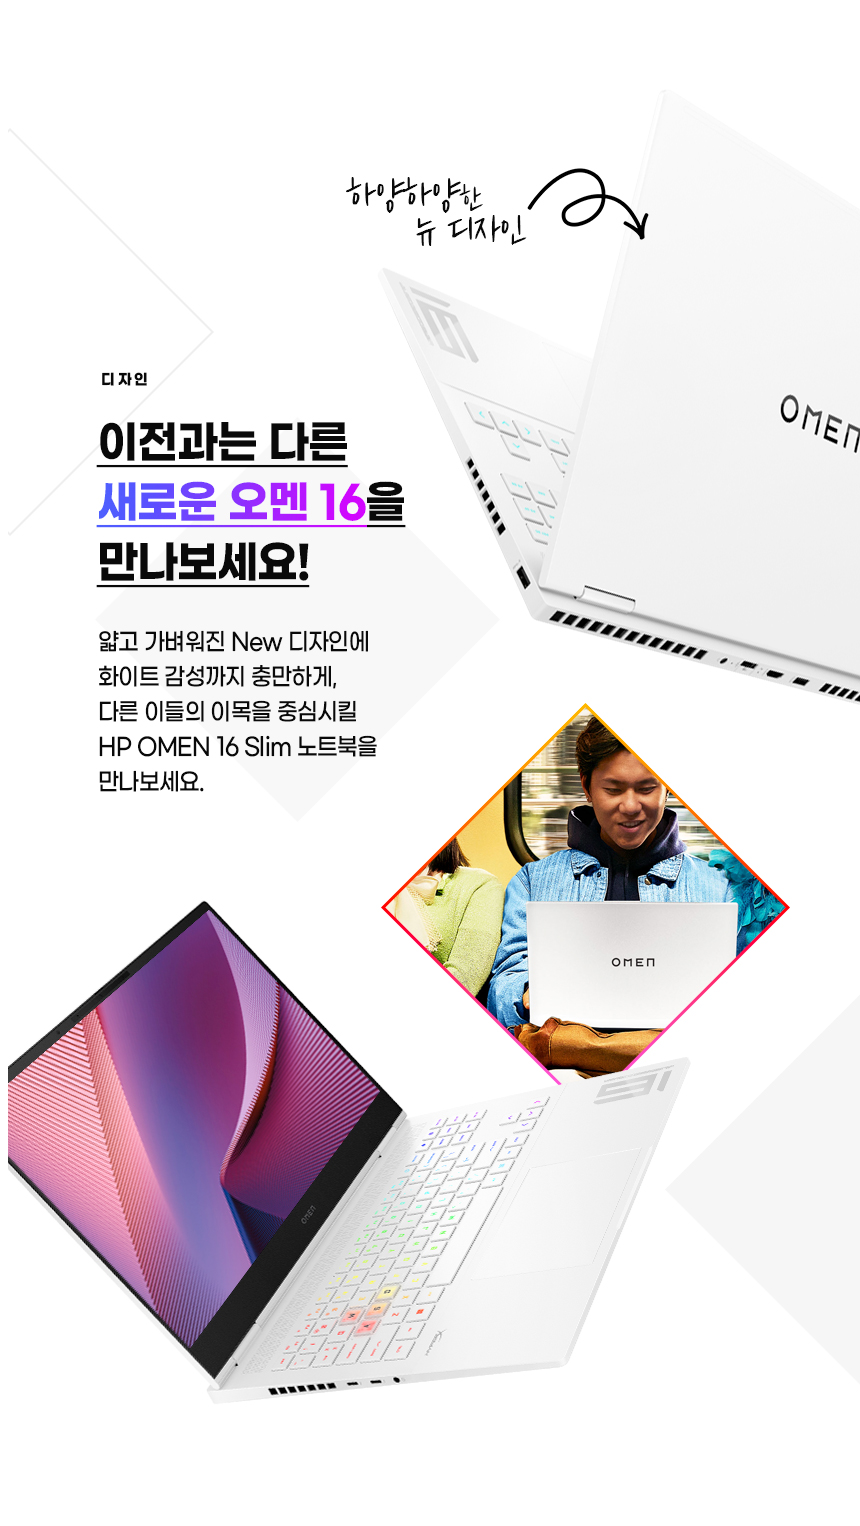 하양하양한
뉴 디자인
OMEN
디자인
이전과는 다른
새로운 오멘 16을
만나보세요!
얇고 가벼워진 New 디자인에
화이트 감성까지 충만하게,
다른 이들의 이목을 중심시킬
HP OMEN 16 Slim 노트북을
만나보세요.
OMEN
OMEN